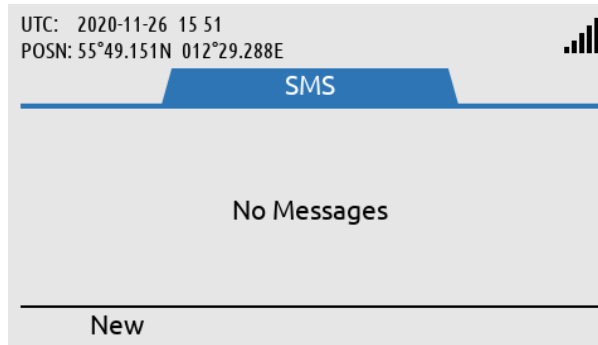 UTC: 2020-11-26 15 51
POSN: 55°49.151N 012°29.288E
SMS
No Messages
New